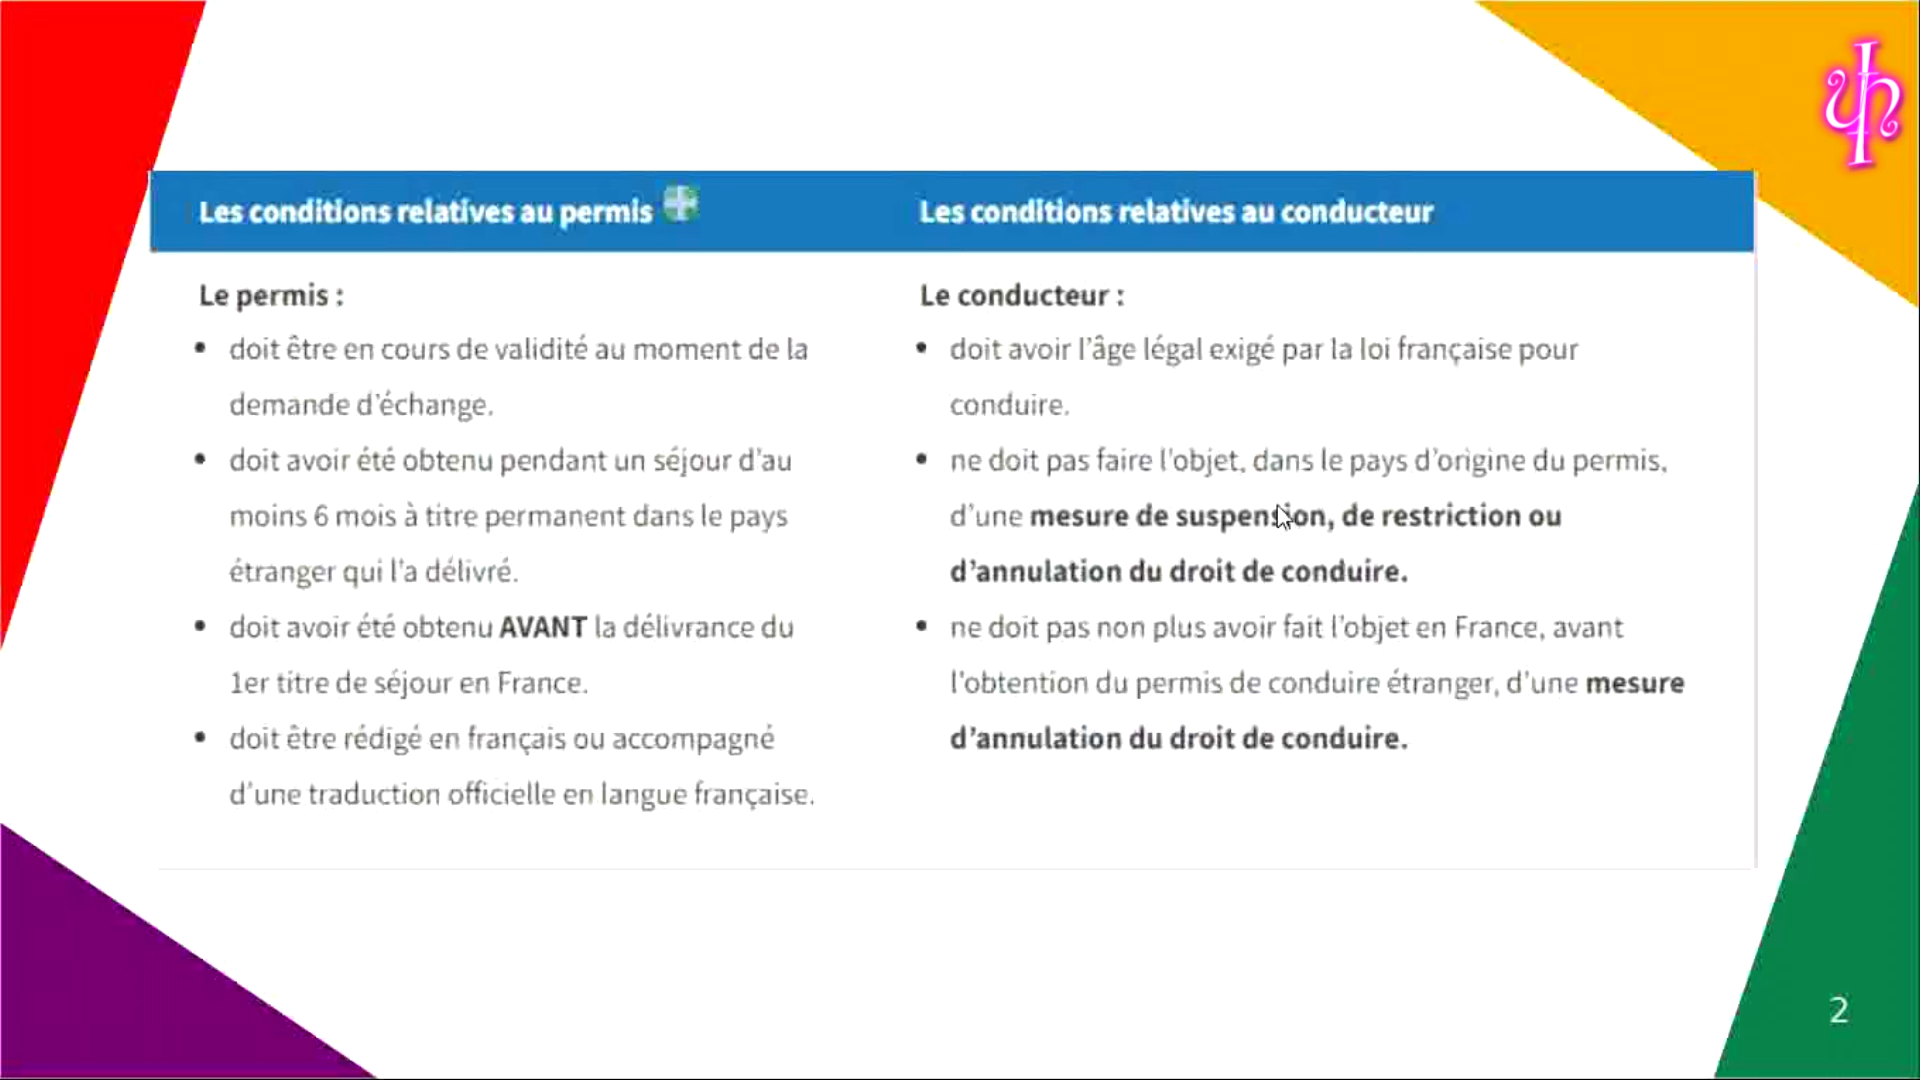 Les conditions relatives au permis
Le permis :
• doit être en cours de validité au moment de la
demande d'échange.
• doit avoir été obtenu pendant un séjour d'au
moins 6 mois à titre permanent dans le pays
étranger qui l'a délivré.
• doit avoir été obtenu AVANT la délivrance du
1er titre de séjour en France.
• doit être rédigé en français ou accompagné
d'une traduction officielle en langue française.
Les conditions relatives au conducteur
Le conducteur :
• doit avoir l'âge légal exigé par la loi française pour
conduire.
• ne doit pas faire l'objet, dans le pays d'origine du permis,
d'une mesure de suspension, de restriction ou
d'annulation du droit de conduire.
• ne doit pas non plus avoir fait l'objet en France, avant
l'obtention du permis de conduire étranger, d'une mesure
d'annulation du droit de conduire.
2